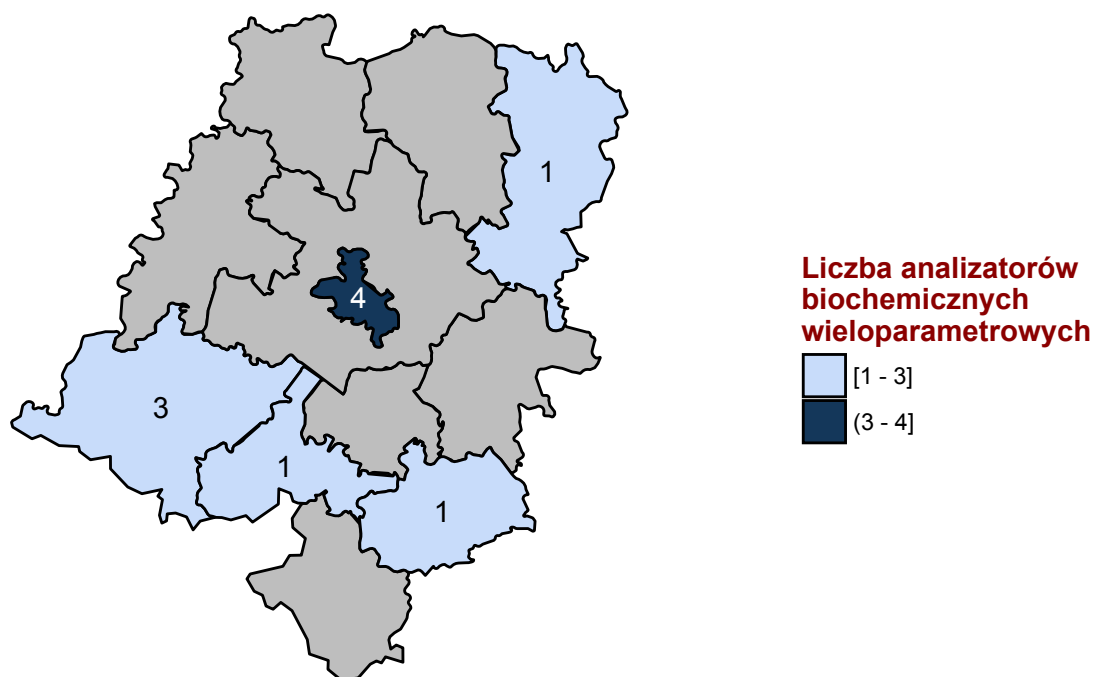 1
4
3
1
1
Liczba analizatorów
biochemicznych
wieloparametrowych
[1 - 3]
(3 - 4]